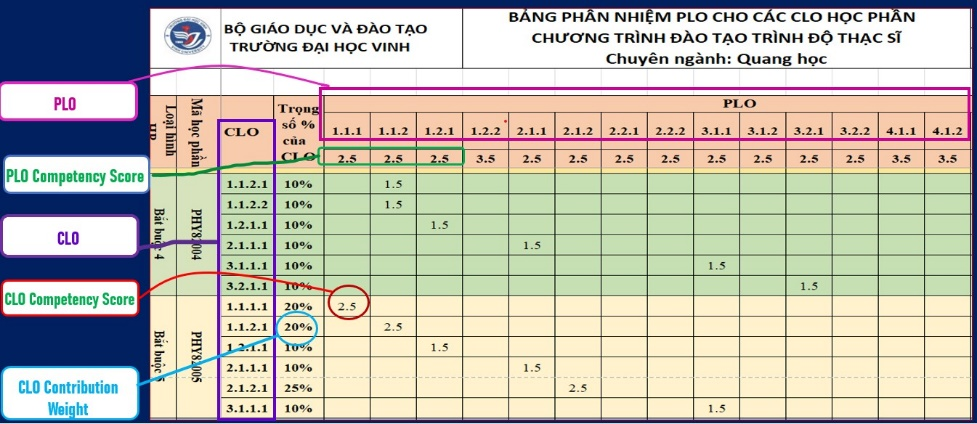 BỘ GIÁO DỤC VÀ ĐÀO TẠO
TRƯỜNG ĐẠI HỌC VINH
BẢNG PHÂN NHIỆM PLO CHO CÁC CLO HỌC PHẦN
CHƯƠNG TRÌNH ĐÀO TẠO TRÌNH ĐỘ THẠC SĨ
Chuyên ngành: Quang học
PLO
PLO Competency Score
CLO
CLO Competency Score
CLO Contribution
Weight
Loại hình
HP
Mã học phần
CLO
Trọng
số %
của
CLO
PLO
1.1.1 1.1.2 1.2.1 1.2.2 2.1.1 2.1.2 2.2.1 2.2.2 3.1.1 3.1.2 3.2.1 3.2.2 4.1.1 4.1.2
2.5 2.5 2.5 3.5 2.5 2.5 2.5 2.5 2.5 2.5 2.5 2.5 3.5 3.5
Bắt buộc 4
PHY82004
1.1.2.1 10% 1.5
1.1.2.2 10% 1.5
1.2.1.1 10% 1.5
2.1.1.1 10% 1.5
3.1.1.1 10% 1.5
3.2.1.1 10% 1.5
Bắt buộc 5
PHY82005
1.1.1.1 20% 2.5
1.1.2.1 20% 2.5
1.2.1.1 10% 1.5
2.1.1.1 10% 1.5
2.1.2.1 25% 2.5
3.1.1.1 10% 1.5